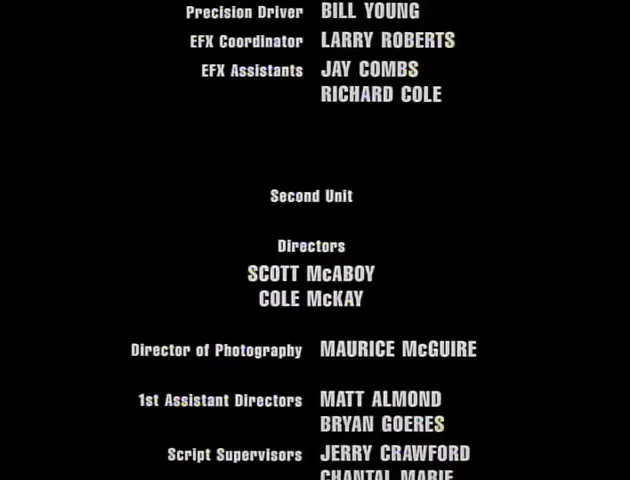 Precision Driver BILL YOUNG
EFX Coordinator LARRY ROBERTS
EFX Assistants JAY COMBS
RICHARD COLE
Second Unit
Directors
SCOTT McABOY
COLE McKAY
Director of Photography MAURICE McGUIRE
1st Assistant Directors MATT ALMOND
BRYAN GOERES
Script Supervisors JERRY CRAWFORD
CHANTAL MARIE